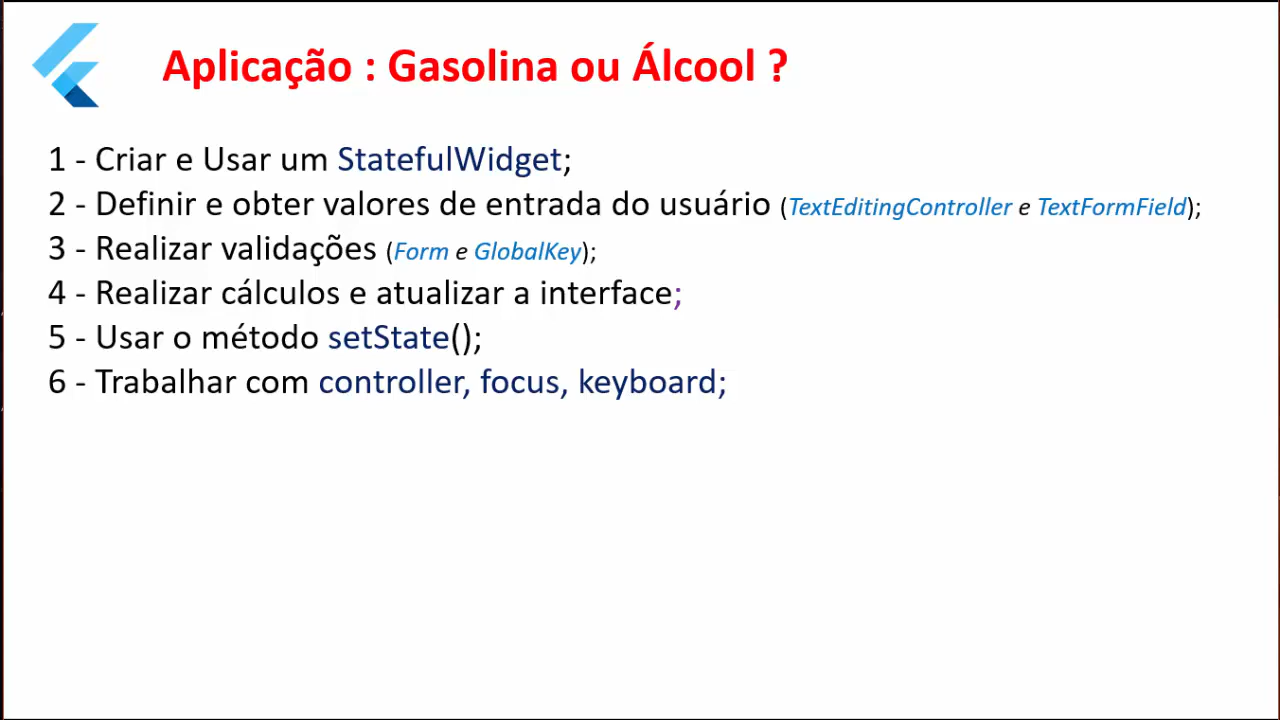 Aplicação : Gasolina ou Álcool ?
1 - Criar e Usar um StatefulWidget;
2 - Definir e obter valores de entrada do usuário (TextEditingController e TextFormField);
3 - Realizar validações (Form e GlobalKey);
4 - Realizar cálculos e atualizar a interface;
5 - Usar o método setState();
6 - Trabalhar com controller, focus, keyboard;